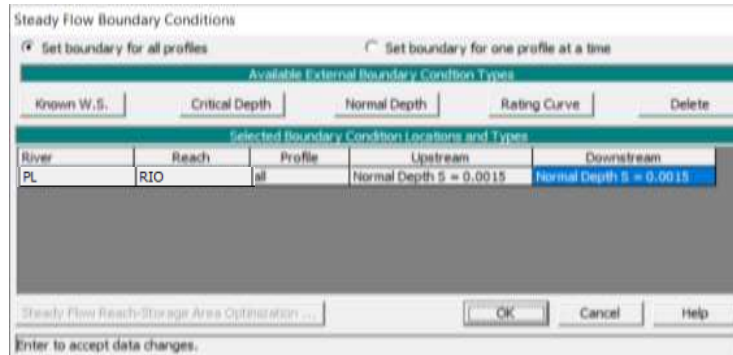 Steady Flow Boundary Conditions
Set boundary for all profiles Set boundary for one profile at a time
Available External Boundary Condtion Types
Known W.S. Critical Depth Normal Depth Rating Curve Delete
Selected Boundary Condition Locations and Types
River Reach Profile Upstream Downstream
PL RIO all Normal Depth S = 0.0015 Normal Depth S = 0.0015
Steady Flow Reach-Storage Area Optimization ... OK Cancel Help
Enter to accept data changes.